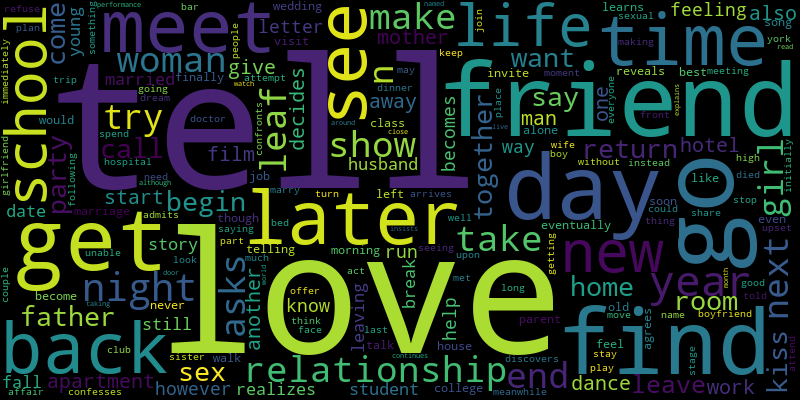 tell
love
friend
meet
see
make
life
time
school
come
young
bar
wedding
letter
visit
mother
join
learns
sexual
feeling
also
song
york
read
refuse
plan
immediately
something
performance
named
making
people
finally
attempt
watch
keep
may
dinner
moment
reveals
best
meeting
invite
woman
give
want
married
trip
going
dream
doctor
try
call
film
hospital
would
spend
following
party
girlfriend
although
need
job
marry
leaf
decides
confronts
away
n
show
husband
class
close
around
becomes
together
say
man
one
everyone
place
alone
way
wife
boy
without
instead
live
explains
front
return
hotel
high
died
stop
girl
initially
like
share
even
upset
go
day
soon
could
thing
date
start
begin
marriage
admits
though
saying
part
bed
turn
left
arrives
well
later
get
story
telling
morning
run
insists
seeing
upon
met
take
eventually
getting
new
year
home
room
good
told
month
boyfriend
name
old
move
next
kiss
attend
unable
look
much
night
asks
another
become
couple
father
still
never
door
world
taking
act
offer
know
think
face
leaving
last
talk
break
help
long
house
parent
continues
discovers
agrees
feel
stay
play
stage
find
back
club
sister
walk
sex
relationship
end
dance
leave
work
fall
apartment
affair
confesses
however
realizes
student
college
meanwhile